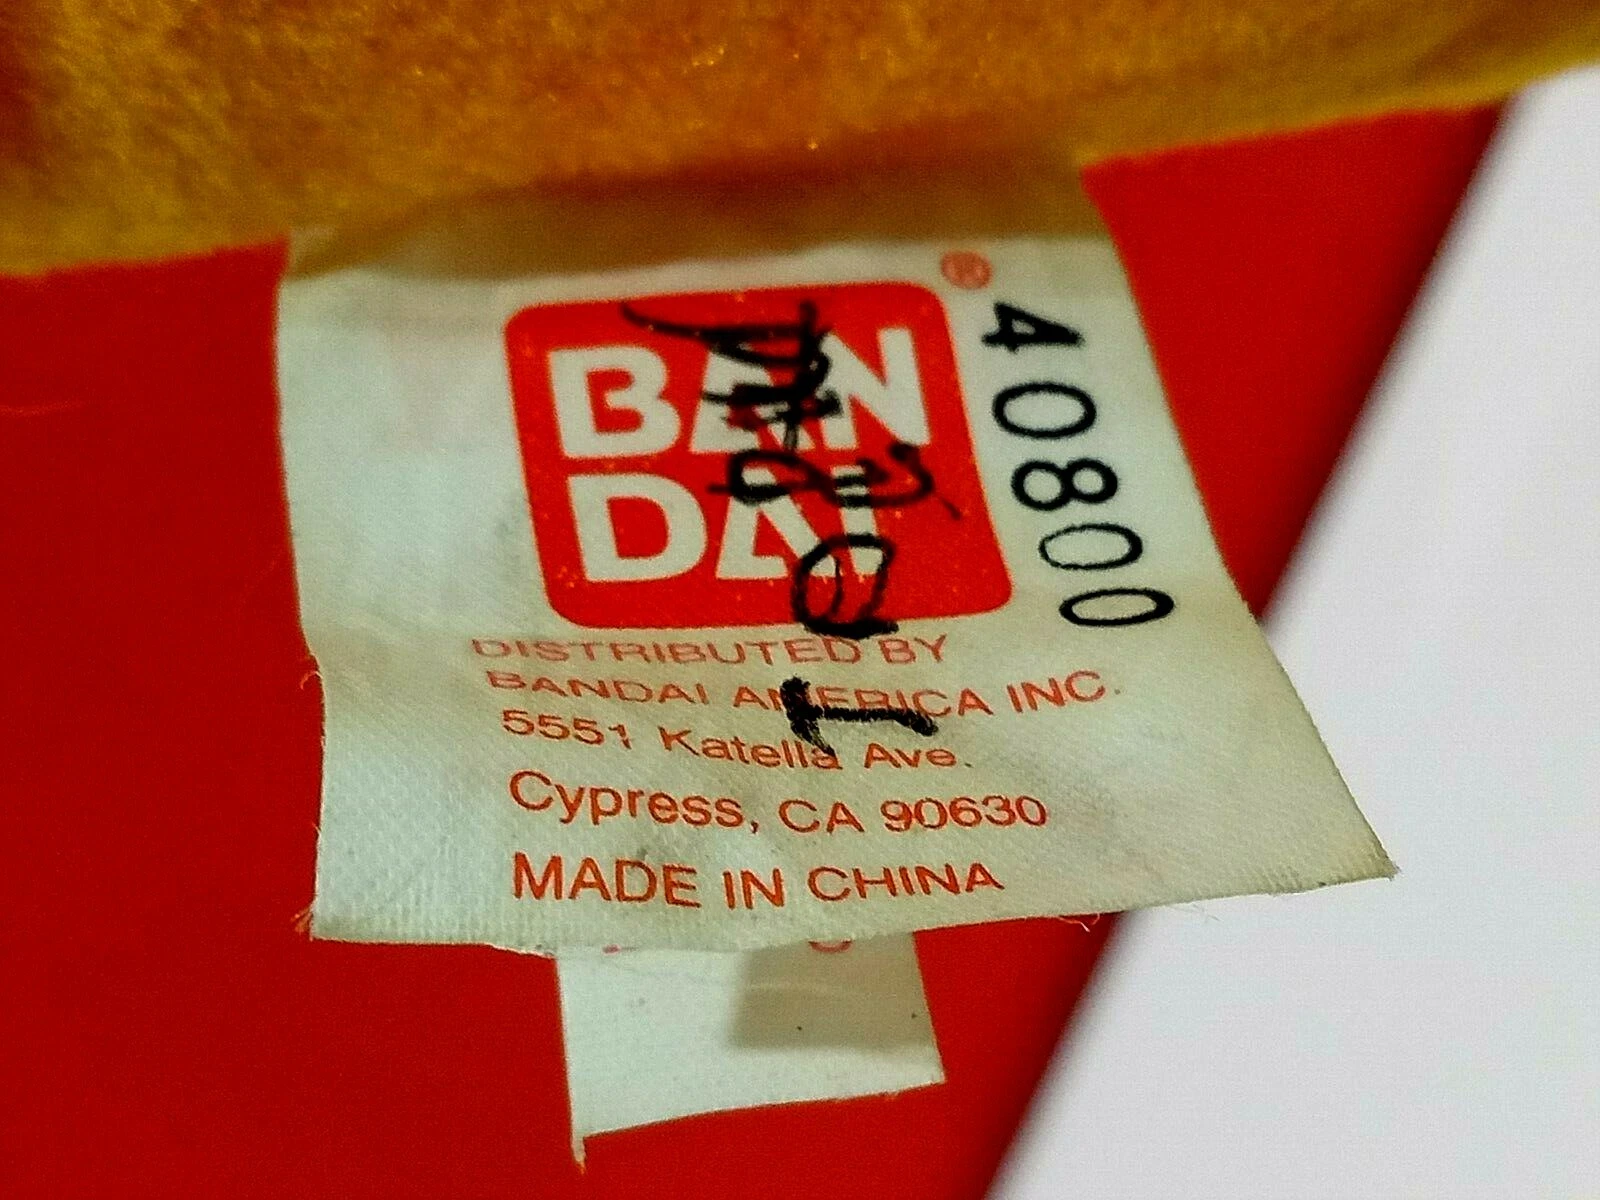 BAN
DAI
®
40800
DISTRIBUTED BY
BANDAI AMERICA INC.
5551 Katella Ave.
Cypress, CA 90630
MADE IN CHINA